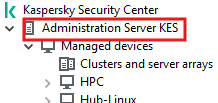 Kaspersky Security Center
Administration Server KES
Managed devices
Clusters and server arrays
HPC
Hub-Linux